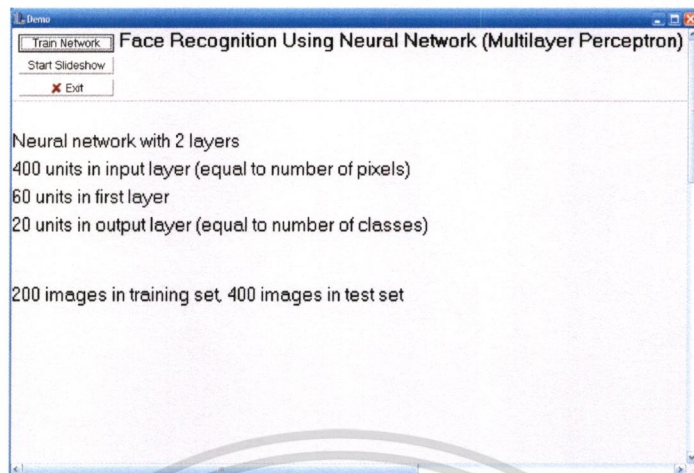 Demo
Train Network
Face Recognition Using Neural Network (Multilayer Perceptron)
Start Slideshow
Exit
Neural network with 2 layers
400 units in input layer (equal to number of pixels)
60 units in first layer
20 units in output layer (equal to number of classes)
200 images in training set, 400 images in test set